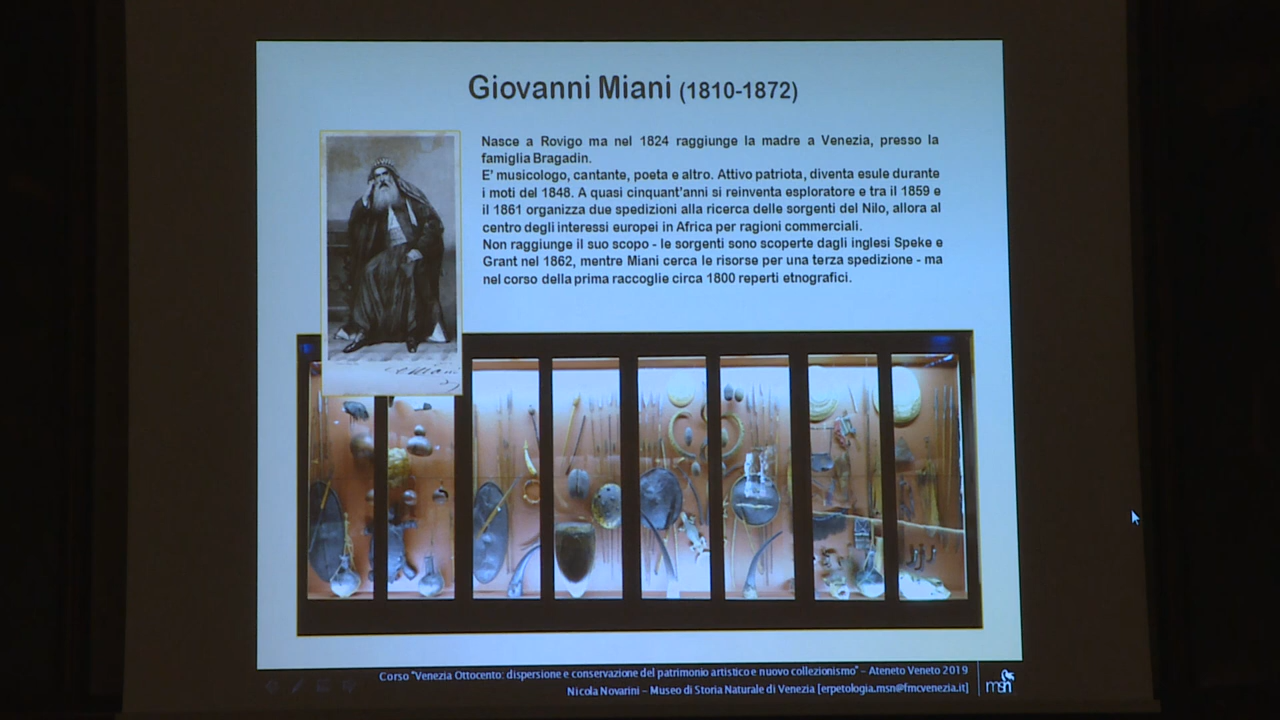 Giovanni Miani (1810-1872)
Nasce a Rovigo ma nel 1824 raggiunge la madre a Venezia, presso la
famiglia Bragadin.
E' musicologo, cantante, poeta e altro. Attivo patriota, diventa esule durante
i moti del 1848. A quasi cinquant'anni si reinventa esploratore e tra il 1859 e
il 1861 organizza due spedizioni alla ricerca delle sorgenti del Nilo, allora al
centro degli interessi europei in Africa per ragioni commerciali.
Non raggiunge il suo scopo - le sorgenti sono scoperte dagli inglesi Speke e
Grant nel 1862, mentre Miani cerca le risorse per una terza spedizione - ma
nel corso della prima raccoglie circa 1800 reperti etnografici.
Corso "Venezia Ottocento: dispersione e conservazione del patrimonio artistico e nuovo collezionismo" – Ateneo Veneto 2019
Nicola Novarini – Museo di Storia Naturale di Venezia [erpetologia.msn@fmcvenezia.it]
msn